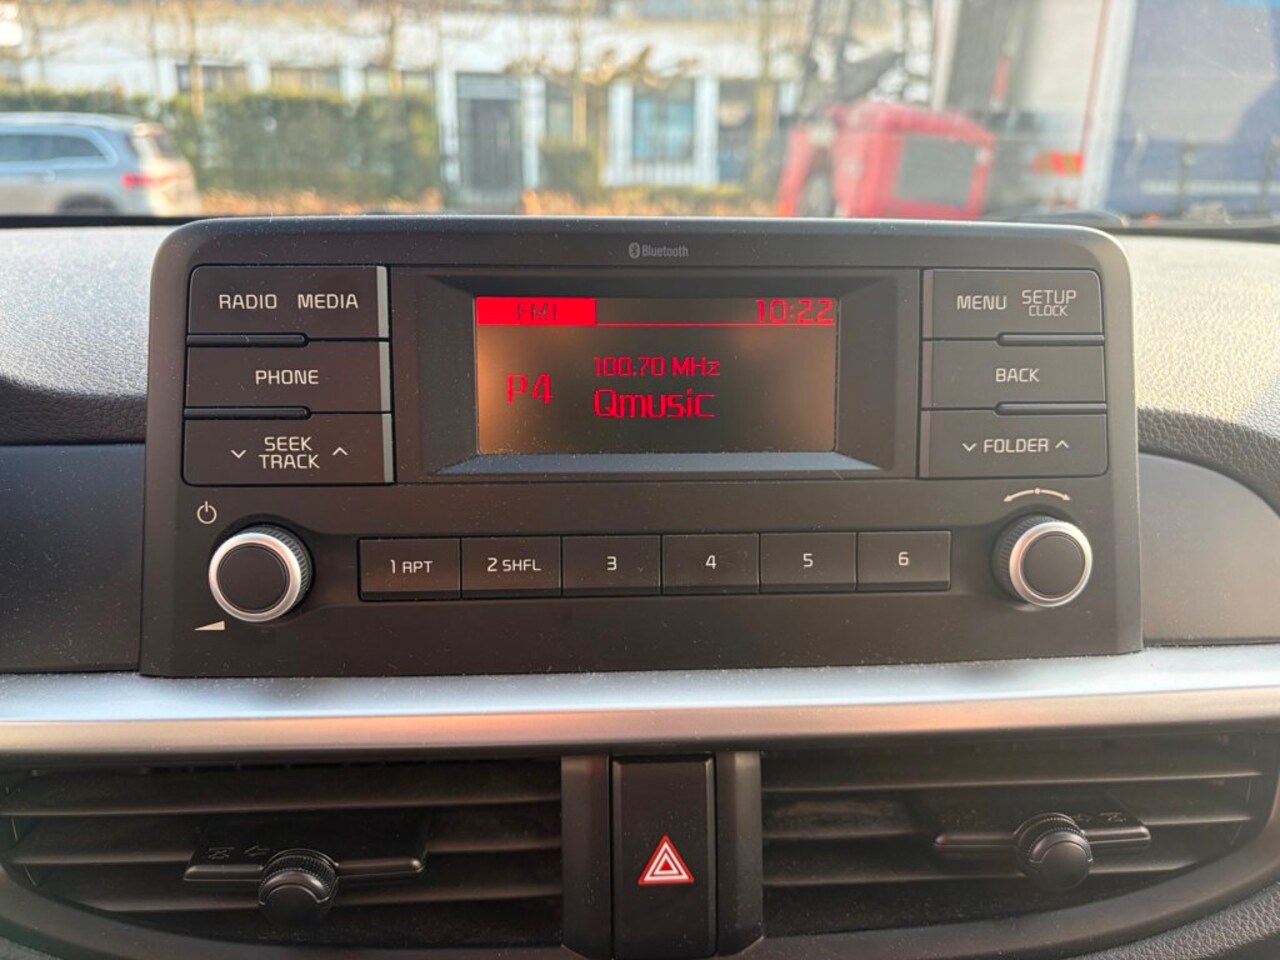 Bluetooth
RADIO MEDIA
PHONE
SEEK
TRACK
FM1 10:22
100.70 MHz
P4
Qmusic
MENU SETUP
CLOCK
BACK
FOLDER
1 RPT 2 SHFL 3 4 5 6